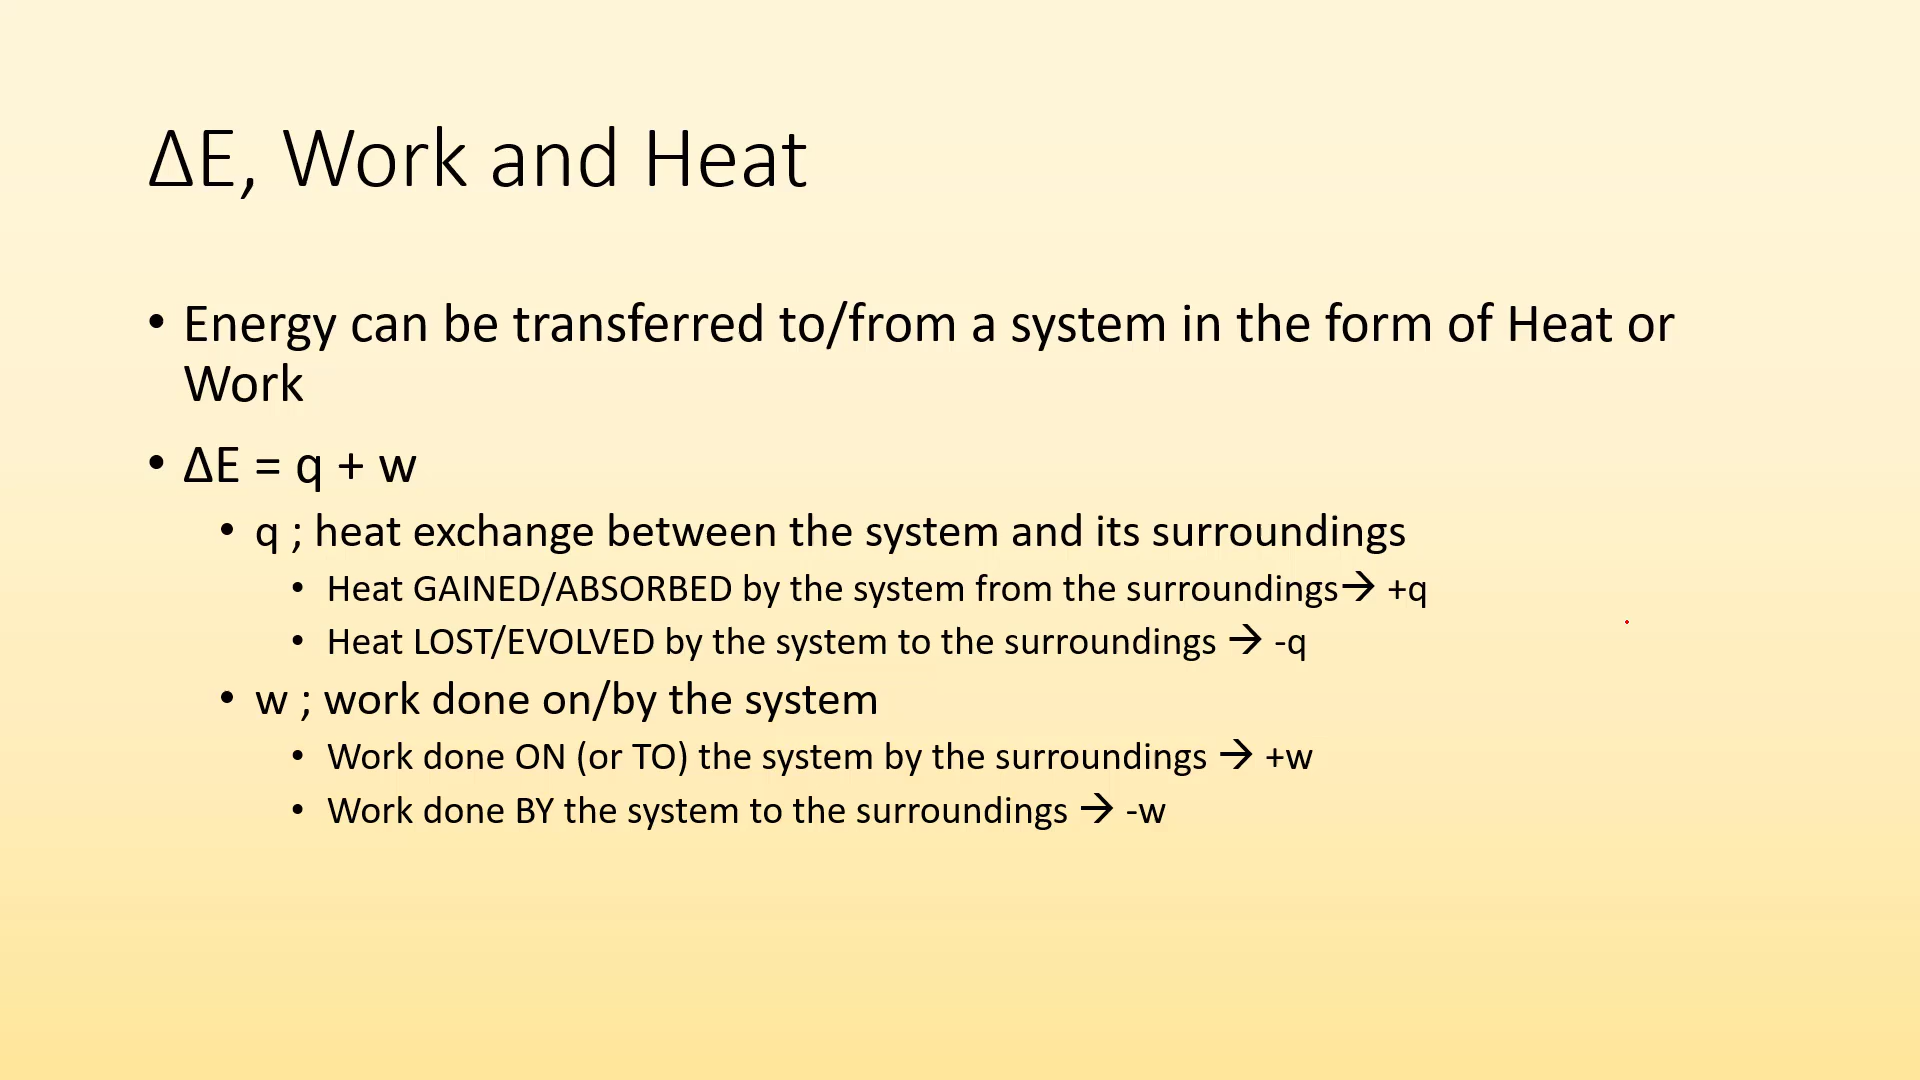 ΔE, Work and Heat
• Energy can be transferred to/from a system in the form of Heat or
Work
• ΔE = q + w
• q ; heat exchange between the system and its surroundings
• Heat GAINED/ABSORBED by the system from the surroundings→ +q
• Heat LOST/EVOLVED by the system to the surroundings → -q
• w ; work done on/by the system
• Work done ON (or TO) the system by the surroundings → +w
• Work done BY the system to the surroundings → -w